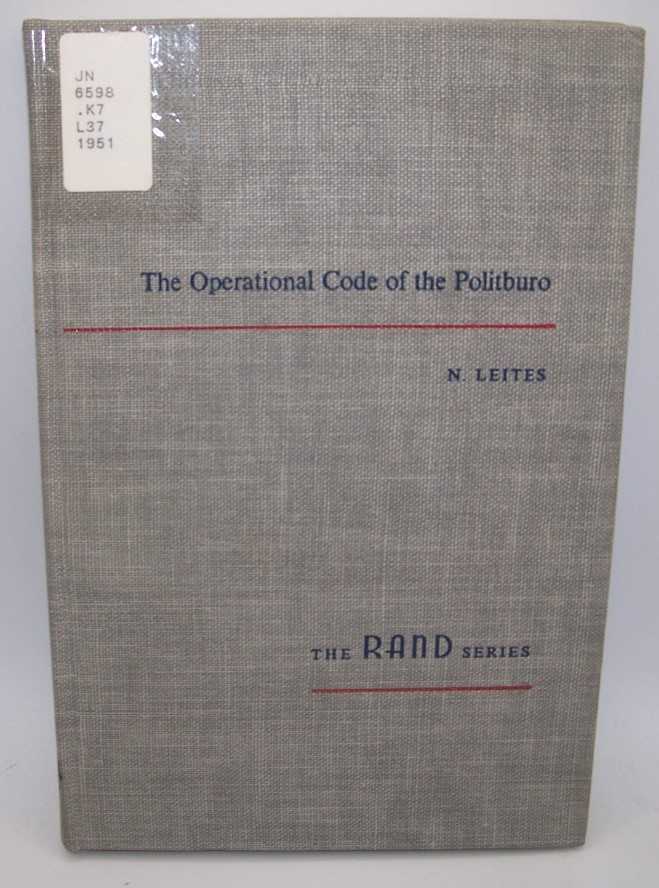 JN
6598
.K7
L37
1951
The Operational Code of the Politburo
N. LEITES
THE RAND SERIES